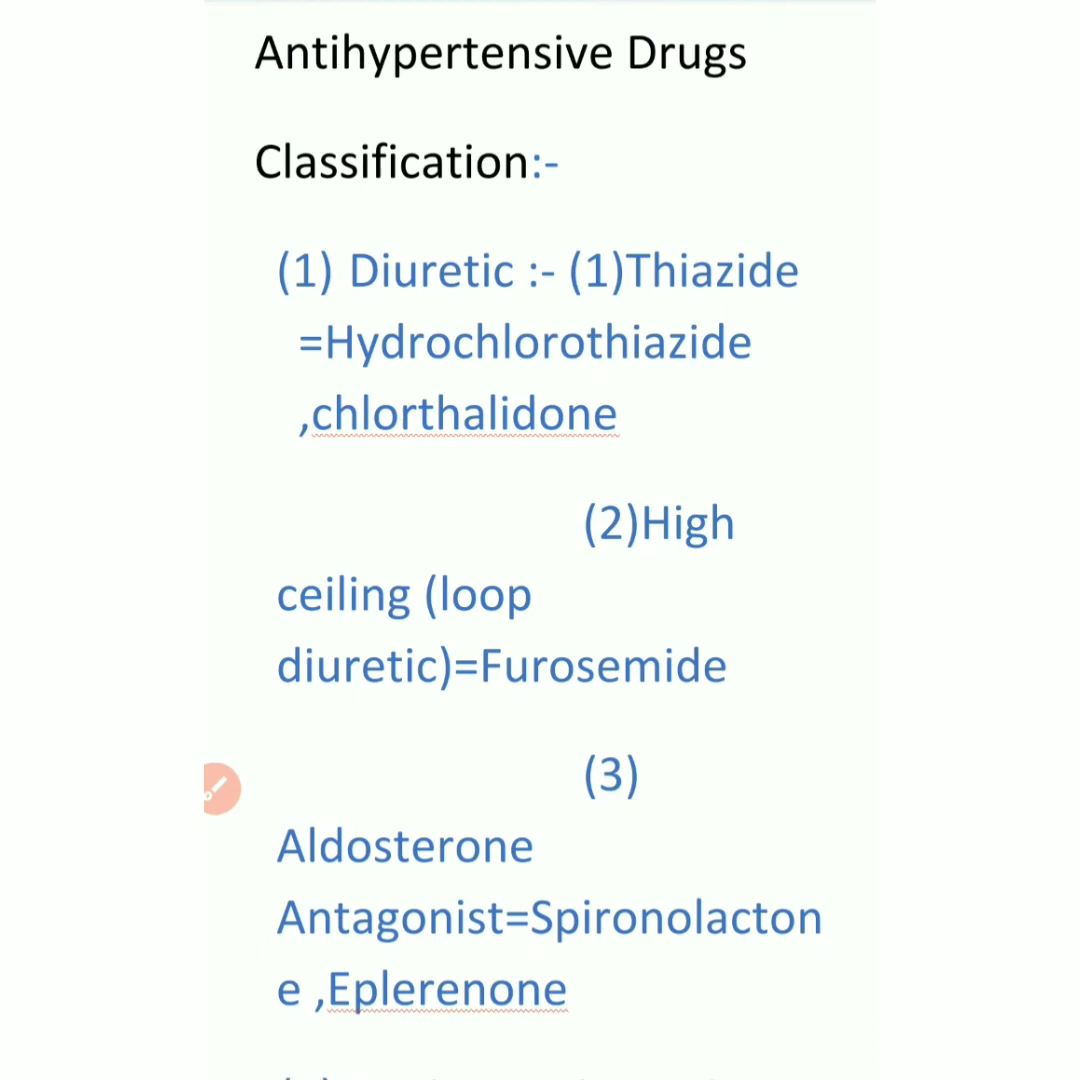 Antihypertensive Drugs
Classification:-
(1) Diuretic :- (1)Thiazide
=Hydrochlorothiazide
,chlorthalidone
(2)High
ceiling (loop
diuretic)=Furosemide
(3)
Aldosterone
Antagonist=Spironolacton
e ,Eplerenone